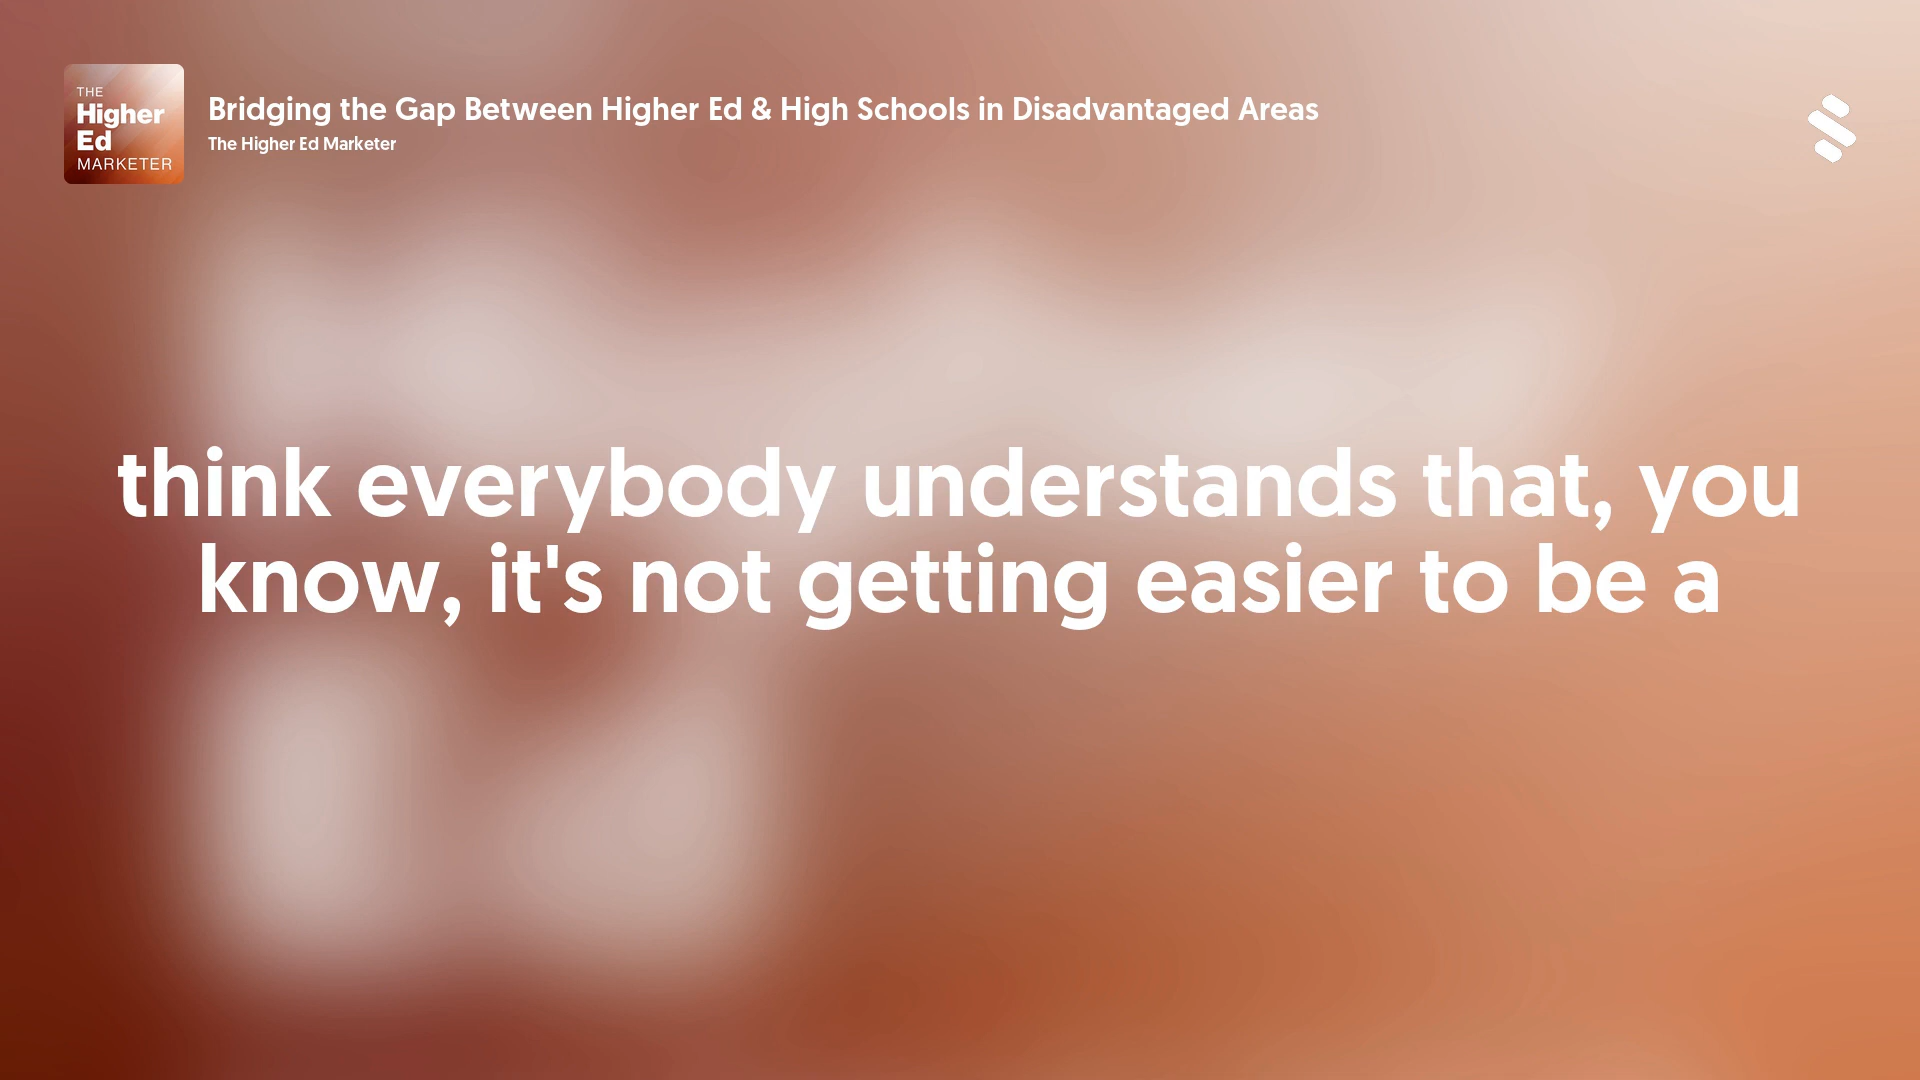 THE
Higher
Ed
MARKETER
Bridging the Gap Between Higher Ed & High Schools in Disadvantaged Areas
The Higher Ed Marketer
think everybody understands that, you
know, it's not getting easier to be a